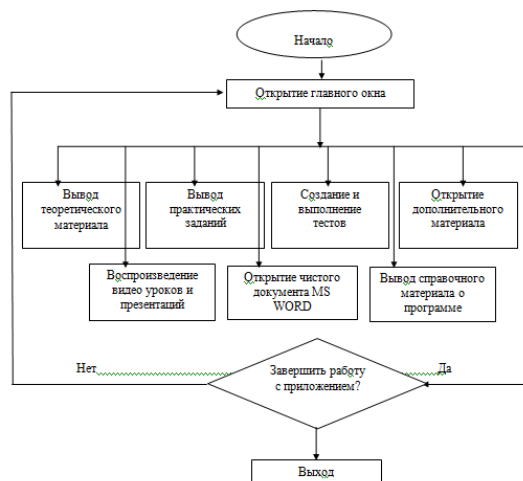 Начало
Открытие главного окна
Вывод
теоретического
материала
Вывод
практических
заданий
Создание и
выполнение
тестов
Открытие
дополнительного
материала
Воспроизведение
видео уроков и
презентаций
Открытие чистого
документа MS
WORD
Вывод справочного
материала о
программе
Нет
Завершить работу
с приложением?
Да
Выход